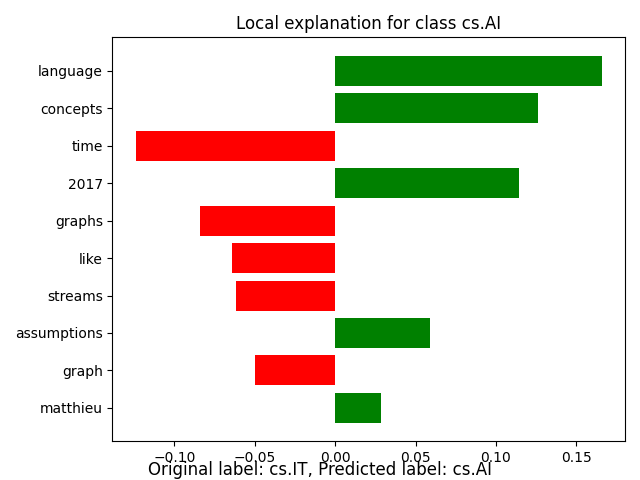 Local explanation for class cs.AI
language
concepts
time
2017
graphs
like
streams
assumptions
graph
matthieu
−0.10 −0.05 0.00 0.05 0.10 0.15
Original label: cs.IT, Predicted label: cs.AI